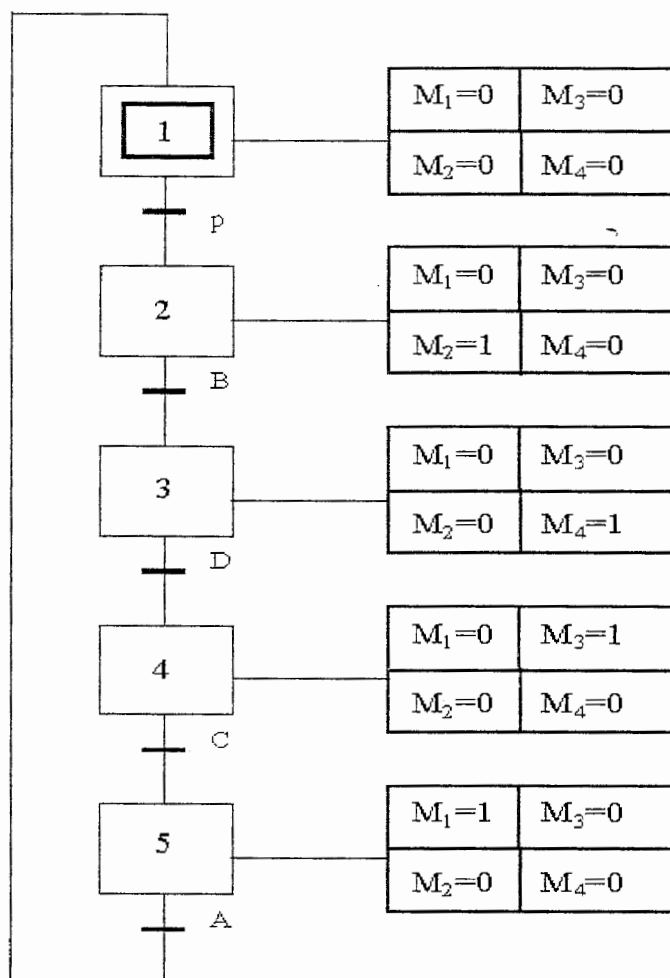 M₁=0 M₃=0
1
M₂=0 M₄=0
p
M₁=0 M₃=0
2
M₂=1 M₄=0
B
M₁=0 M₃=0
3
M₂=0 M₄=1
D
M₁=0 M₃=1
4
M₂=0 M₄=0
C
M₁=1 M₃=0
5
M₂=0 M₄=0
A